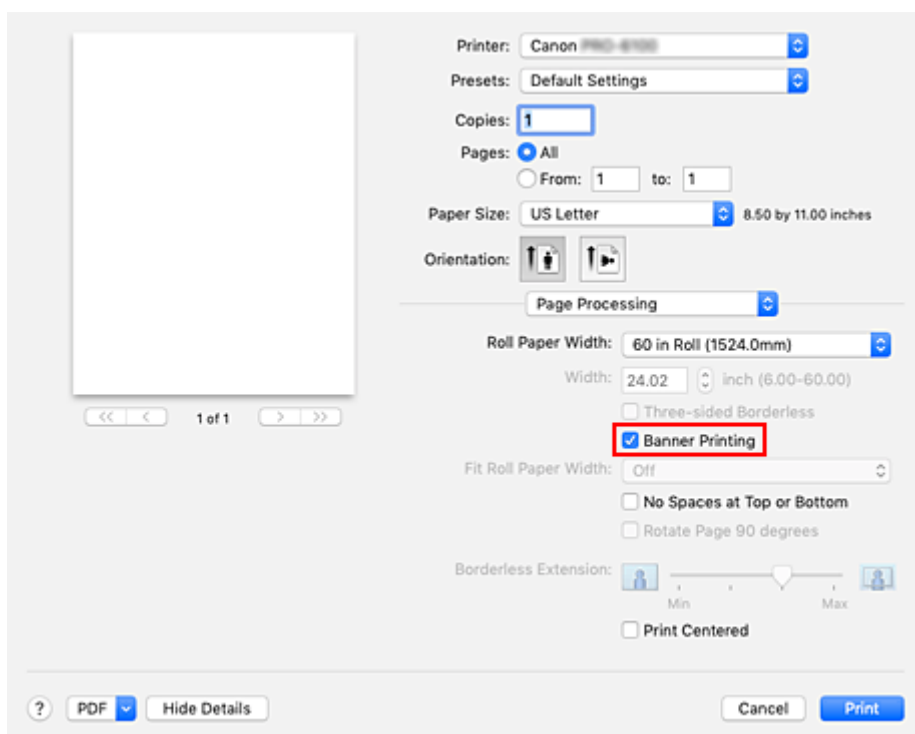 Printer: Canon
Presets: Default Settings
Copies: 1
Pages: All
From: 1 to: 1
Paper Size: US Letter 8.50 by 11.00 inches
Orientation:
Page Processing
Roll Paper Width: 60 in Roll (1524.0mm)
Width: 24.02 inch (6.00-60.00)
<< < 1 of 1 > >>
Three-sided Borderless
Banner Printing
Fit Roll Paper Width: Off
No Spaces at Top or Bottom
Rotate Page 90 degrees
Borderless Extension:
Min Max
Print Centered
? PDF Hide Details Cancel Print